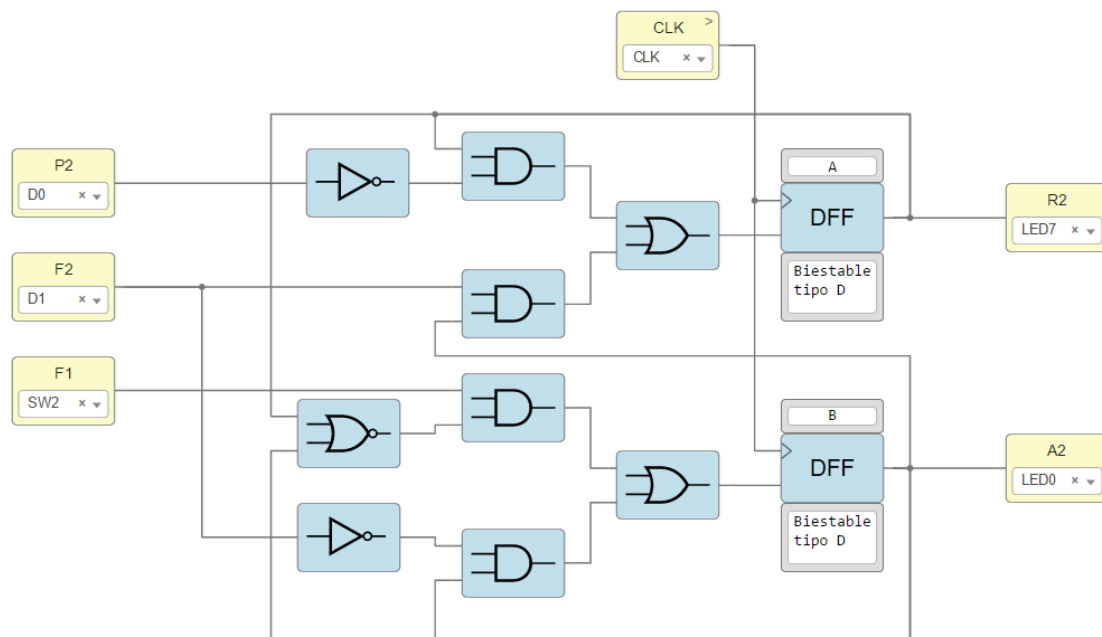 CLK
>
CLK
P2
D0
A
DFF
Biestable
tipo D
R2
LED7
F2
D1
F1
SW2
B
DFF
Biestable
tipo D
A2
LED0